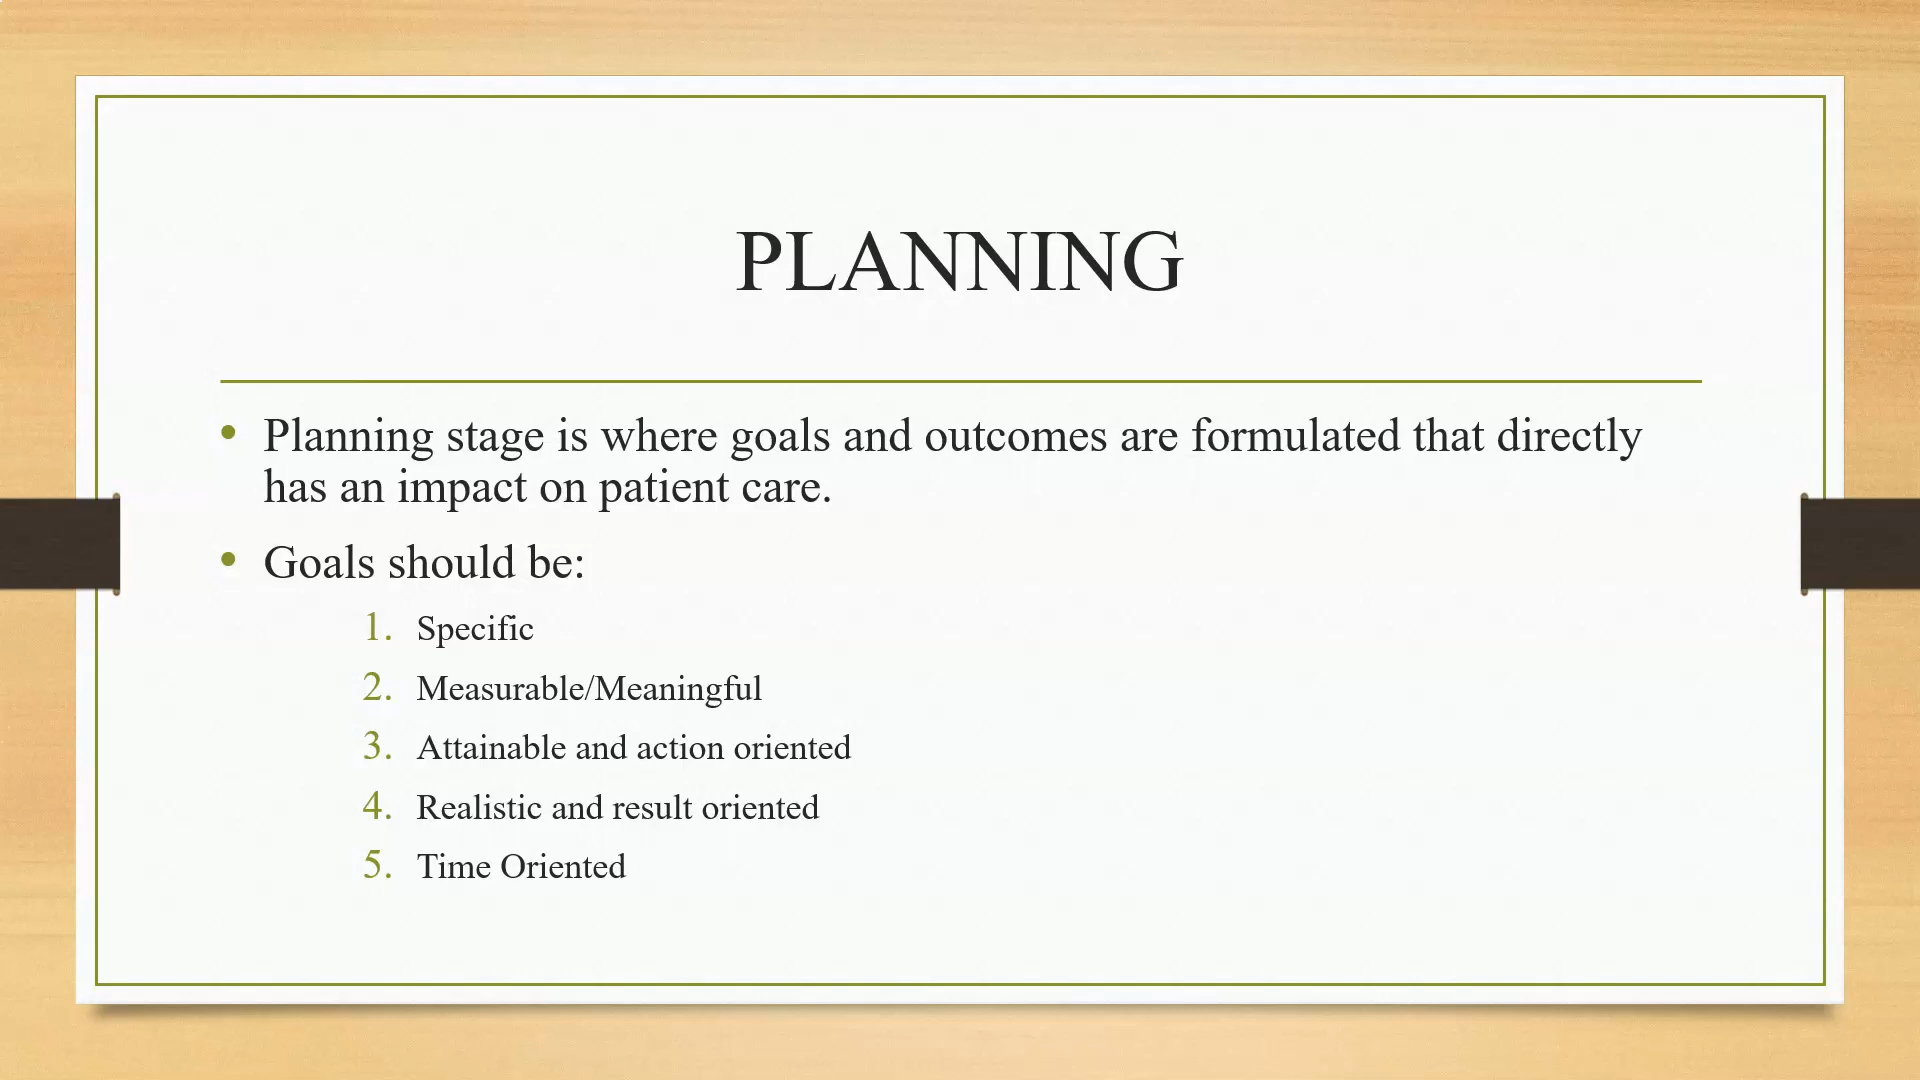 PLANNING
• Planning stage is where goals and outcomes are formulated that directly
has an impact on patient care.
• Goals should be:
1. Specific
2. Measurable/Meaningful
3. Attainable and action oriented
4. Realistic and result oriented
5. Time Oriented